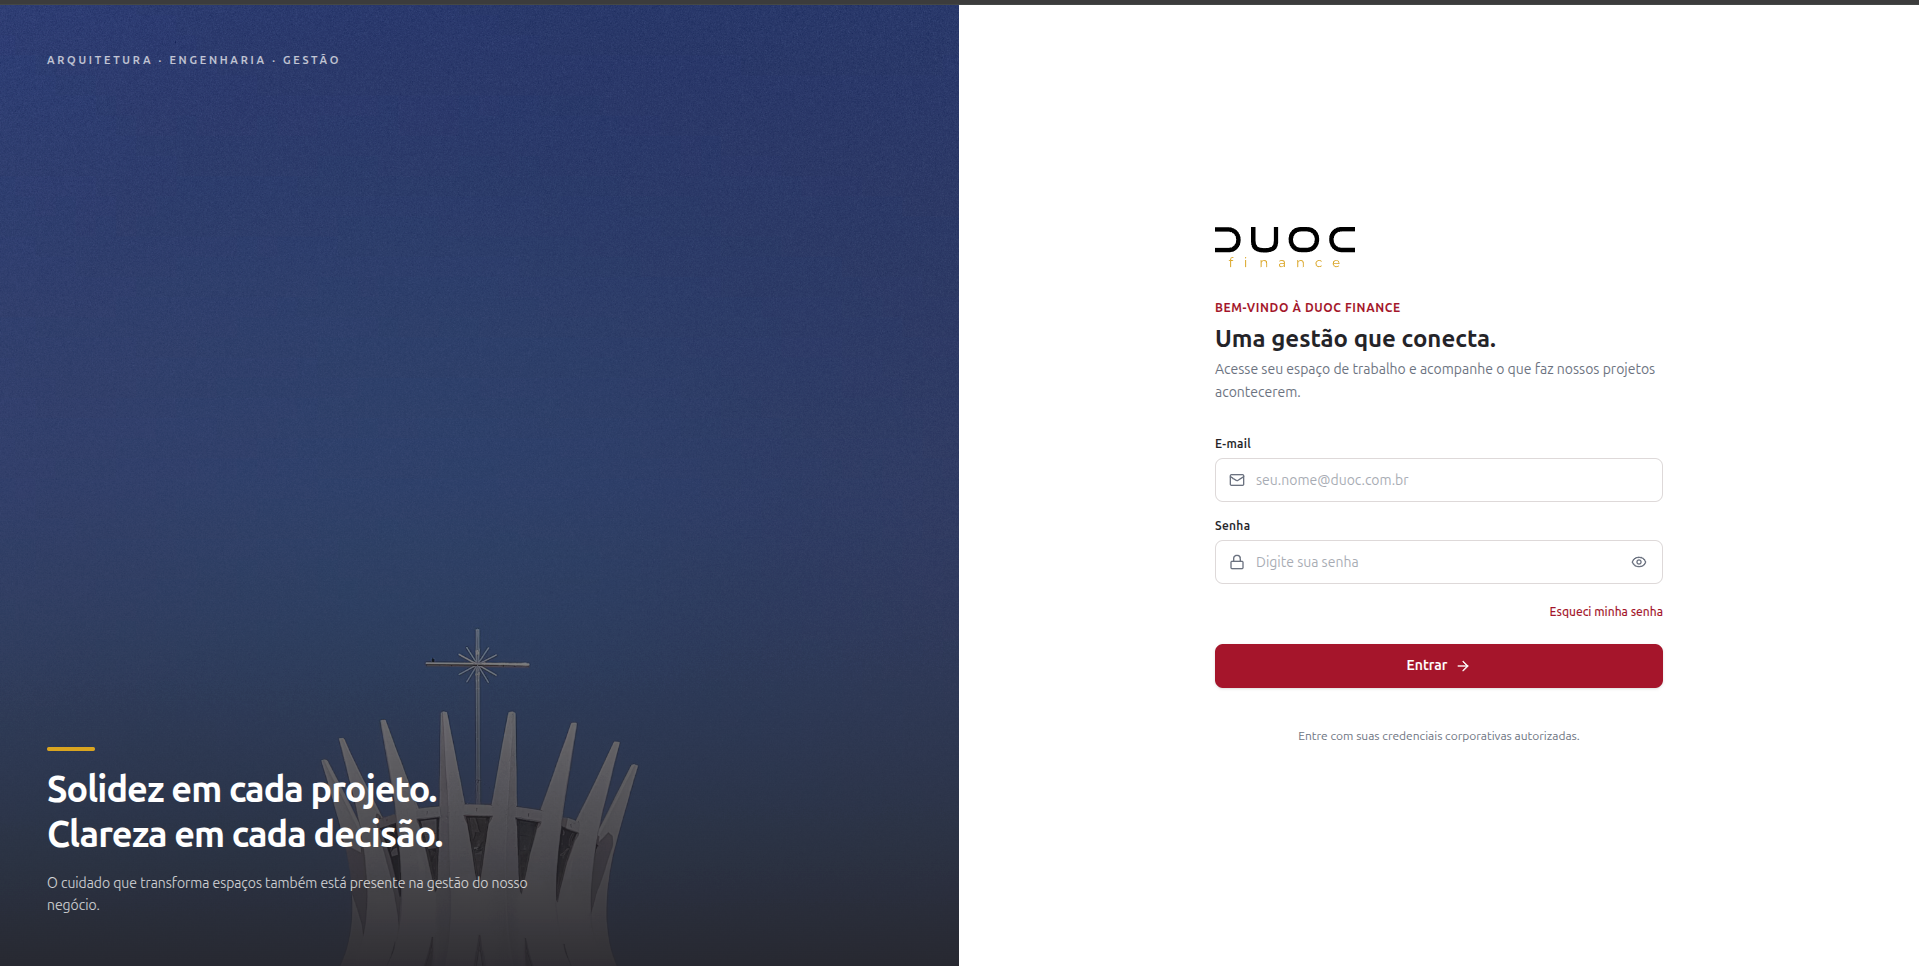 ARQUITETURA · ENGENHARIA · GESTÃO
Solidez em cada projeto.
Clareza em cada decisão.
O cuidado que transforma espaços também está presente na gestão do nosso
negócio.
DUOC
finance
BEM-VINDO À DUOC FINANCE
Uma gestão que conecta.
Acesse seu espaço de trabalho e acompanhe o que faz nossos projetos
acontecerem.
E-mail
seu.nome@duoc.com.br
Senha
Digite sua senha
Esqueci minha senha
Entrar →
Entre com suas credenciais corporativas autorizadas.